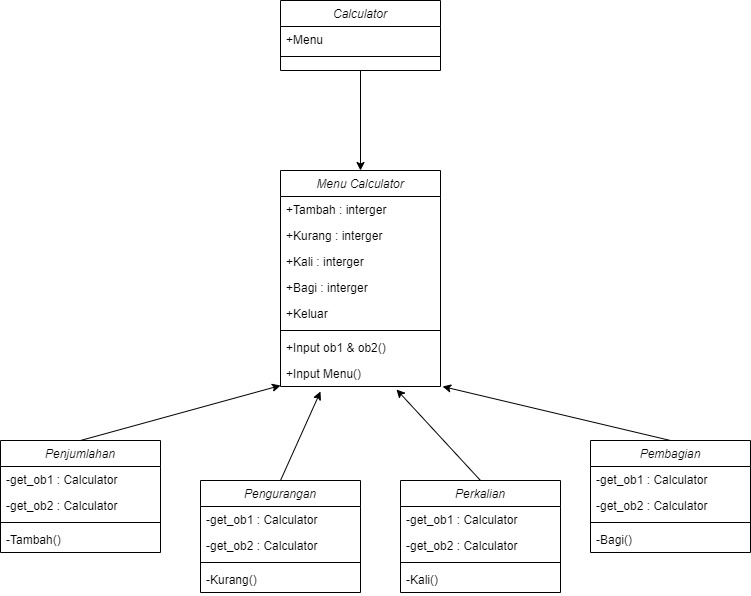 Calculator
+Menu
Menu Calculator
+Tambah : interger
+Kurang : interger
+Kali : interger
+Bagi : interger
+Keluar
+Input ob1 & ob2()
+Input Menu()
Penjumlahan
-get_ob1 : Calculator
-get_ob2 : Calculator
-Tambah()
Pengurangan
-get_ob1 : Calculator
-get_ob2 : Calculator
-Kurang()
Perkalian
-get_ob1 : Calculator
-get_ob2 : Calculator
-Kali()
Pembagian
-get_ob1 : Calculator
-get_ob2 : Calculator
-Bagi()